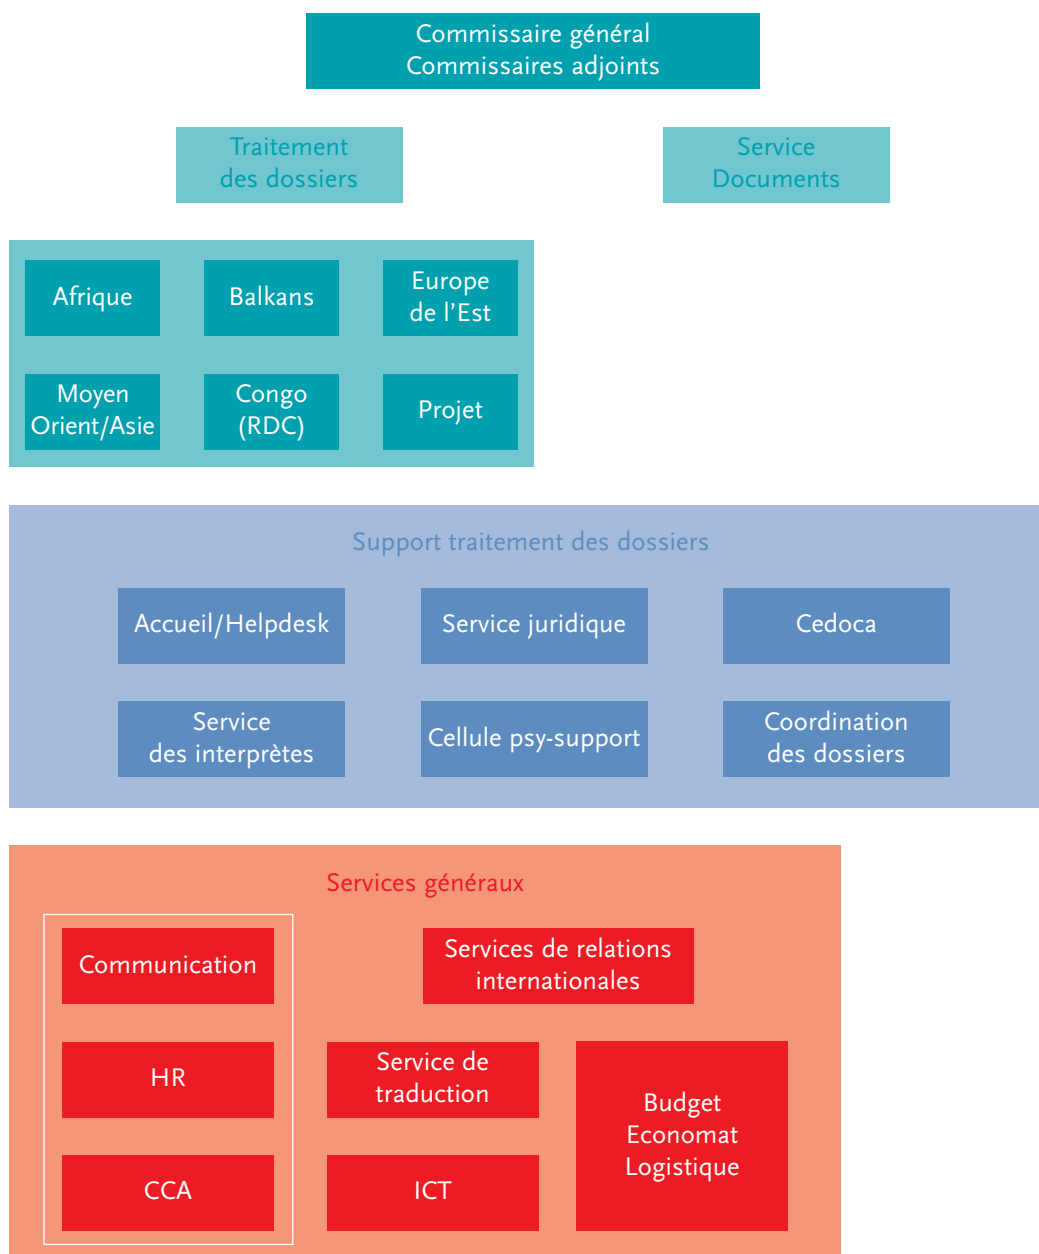 Commissaire général
Commissaires adjoints
Traitement
des dossiers
Service
Documents
Afrique
Balkans
Europe
de l'Est
Moyen
Orient/Asie
Congo
(RDC)
Projet
Support traitement des dossiers
Accueil/Helpdesk
Service juridique
Cedoca
Service
des interprètes
Cellule psy-support
Coordination
des dossiers
Services généraux
Communication
Services de relations
internationales
HR
Service de
traduction
Budget
Economat
Logistique
CCA
ICT